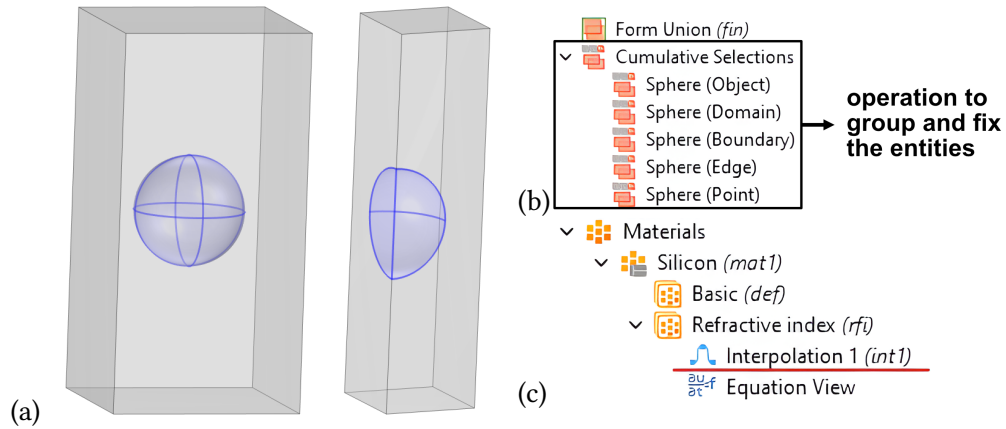 (a)
Form Union (fin)
Cumulative Selections
Sphere (Object)
Sphere (Domain)
Sphere (Boundary)
Sphere (Edge)
Sphere (Point)
operation to
group and fix
the entities
(b)
Materials
Silicon (mat1)
Basic (def)
Refractive index (rfi)
Interpolation 1 (int1)
∂u/∂t=f Equation View
(c)